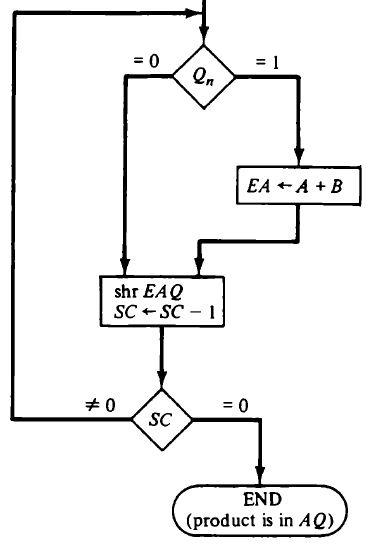 = 0
Qn
= 1
EA ← A + B
shr EAQ
SC ← SC − 1
≠ 0
SC
= 0
END
(product is in AQ)